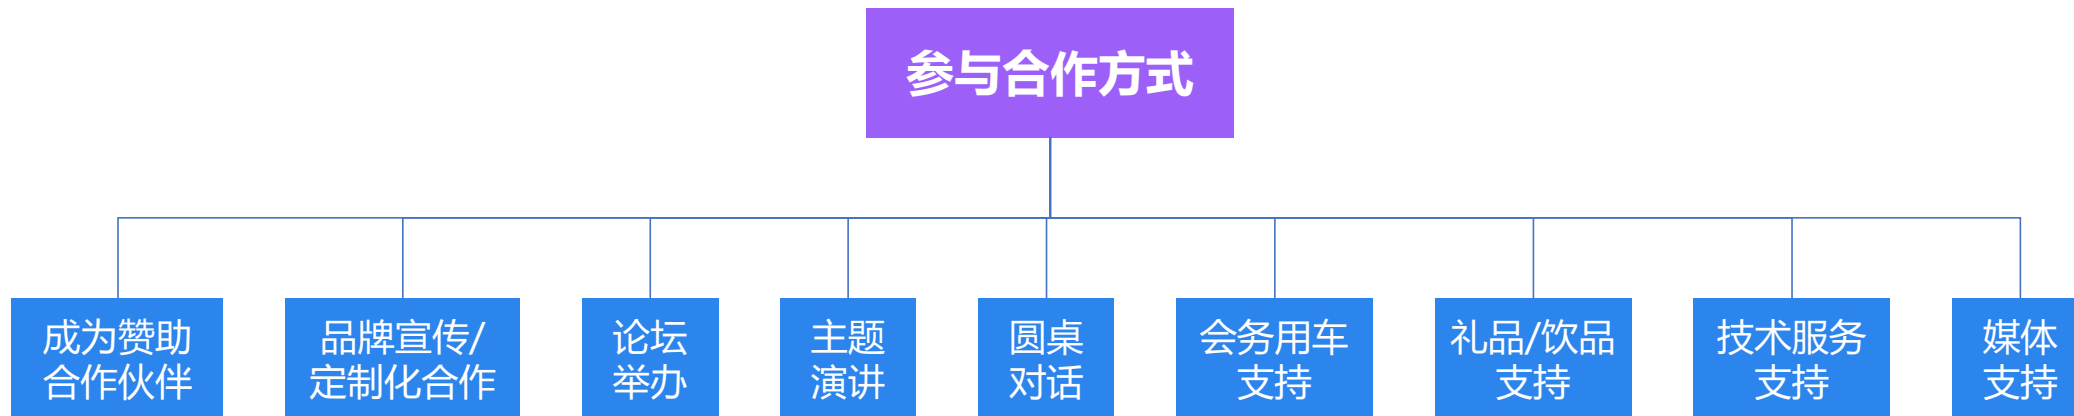 参与合作方式
成为赞助
合作伙伴
品牌宣传/
定制化合作
论坛
举办
主题
演讲
圆桌
对话
会务用车
支持
礼品/饮品
支持
技术服务
支持
媒体
支持